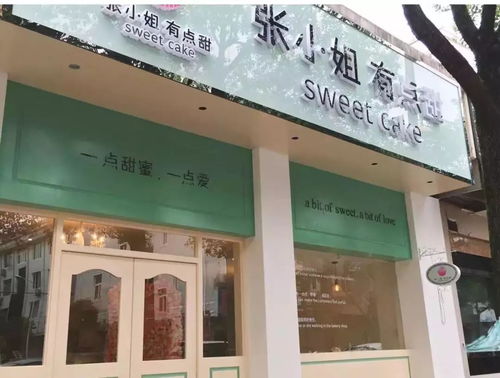 张小姐 有点甜
sweet cake
张小姐 有点甜
sweet cake
一点甜蜜.一点爱
a bit of sweet. a bit of love